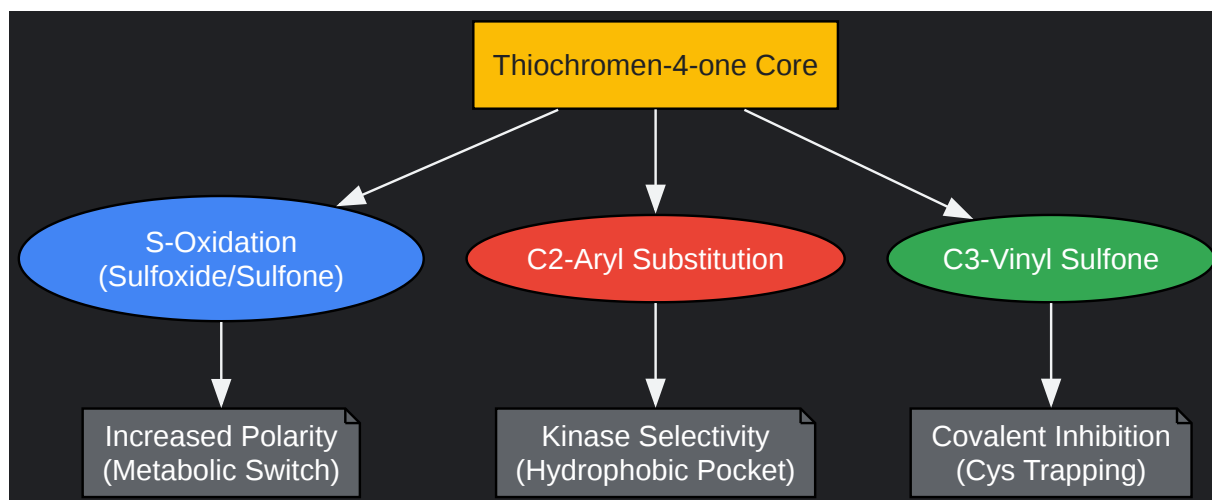 Thiochromen-4-one Core
S-Oxidation
(Sulfoxide/Sulfone)
C2-Aryl Substitution
C3-Vinyl Sulfone
Increased Polarity
(Metabolic Switch)
Kinase Selectivity
(Hydrophobic Pocket)
Covalent Inhibition
(Cys Trapping)